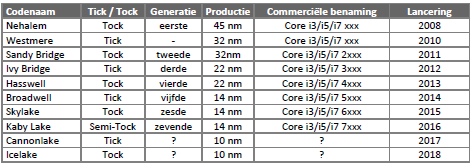 Codenaam Tick / Tock Generatie Productie Commerciële benaming Lancering
Nehalem Tock eerste 45 nm Core i3/i5/i7 xxx 2008
Westmere Tick - 32 nm Core i3/i5/i7 xxx 2010
Sandy Bridge Tock tweede 32nm Core i3/i5/i7 2xxx 2011
Ivy Bridge Tick derde 22 nm Core i3/i5/i7 3xxx 2012
Hasswell Tock vierde 22 nm Core i3/i5/i7 4xxx 2013
Broadwell Tick vijfde 14 nm Core i3/i5/i7 5xxx 2014
Skylake Tock zesde 14 nm Core i3/i5/i7 6xxx 2015
Kaby Lake Semi-Tock zevende 14 nm Core i3/i5/i7 7xxx 2016
Cannonlake Tick ? 10 nm ? 2017
Icelake Tock ? 10 nm ? 2018